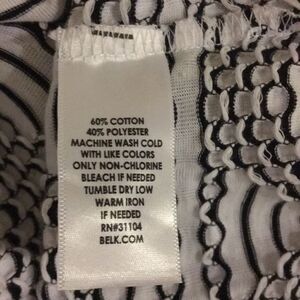 60% COTTON
40% POLYESTER
MACHINE WASH COLD
WITH LIKE COLORS
ONLY NON-CHLORINE
BLEACH IF NEEDED
TUMBLE DRY LOW
WARM IRON
IF NEEDED
RN#31104
BELK.COM